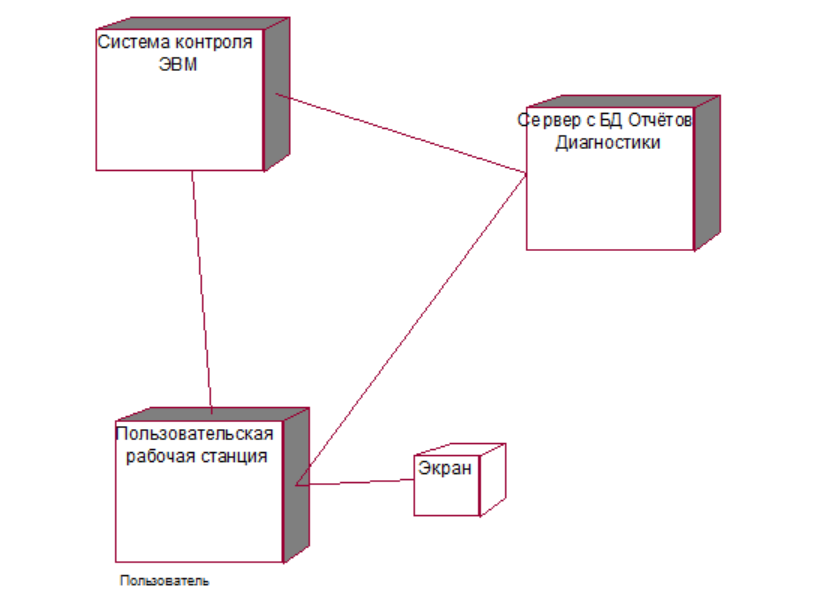 Система контроля
ЭВМ
Сервер с БД Отчётов
Диагностики
Пользовательская
рабочая станция
Экран
Пользователь